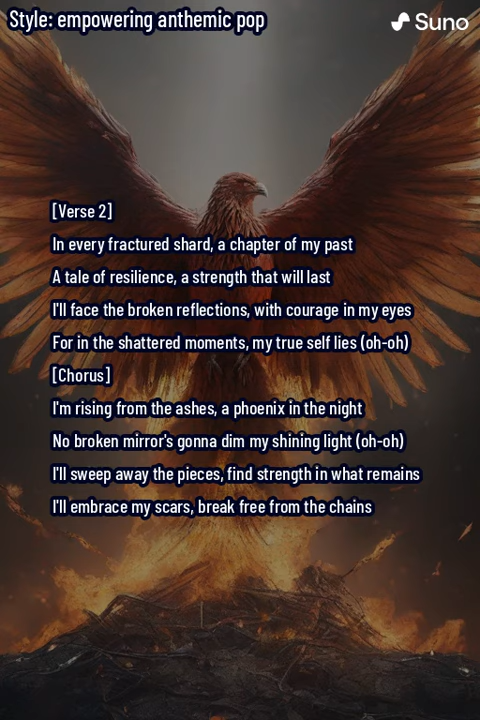 Style: empowering anthemic pop
Suno
[Verse 2]
In every fractured shard, a chapter of my past
A tale of resilience, a strength that will last
I'll face the broken reflections, with courage in my eyes
For in the shattered moments, my true self lies (oh-oh)
[Chorus]
I'm rising from the ashes, a phoenix in the night
No broken mirror's gonna dim my shining light (oh-oh)
I'll sweep away the pieces, find strength in what remains
I'll embrace my scars, break free from the chains